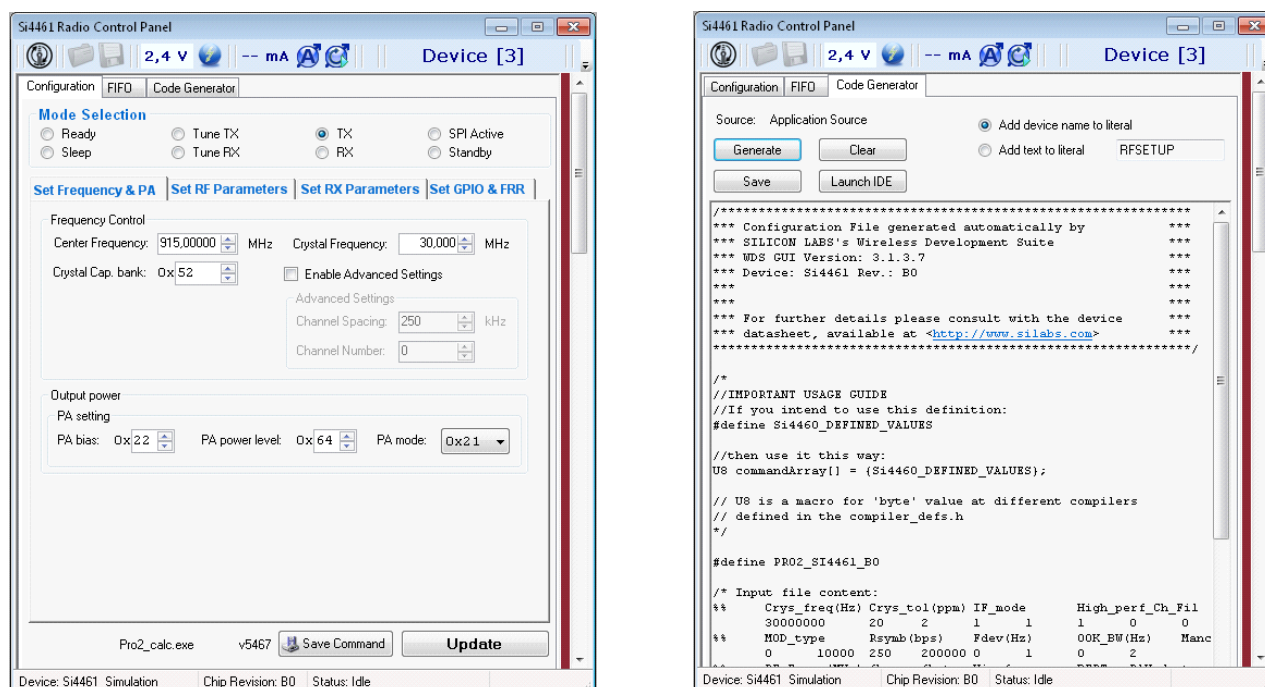 Si4461 Radio Control Panel
2,4 V -- mA Device [3]
Configuration FIFO Code Generator
Mode Selection
Ready Tune TX TX SPI Active
Sleep Tune RX RX Standby
Set Frequency & PA Set RF Parameters Set RX Parameters Set GPIO & FRR
Frequency Control
Center Frequency: 915,00000 MHz Crystal Frequency: 30,000 MHz
Crystal Cap. bank: 0x 52 Enable Advanced Settings
Advanced Settings
Channel Spacing: 250 kHz
Channel Number: 0
Output power
PA setting
PA bias: 0x 22 PA power level: 0x 64 PA mode: 0x21
Pro2_calc.exe v5467 Save Command Update
Device: Si4461 Simulation Chip Revision: B0 Status: Idle
Si4461 Radio Control Panel
2,4 V -- mA Device [3]
Configuration FIFO Code Generator
Source: Application Source Add device name to literal
Generate Clear Add text to literal RFSETUP
Save Launch IDE
/***************************************************************
*** Configuration File generated automatically by ***
*** SILICON LABS's Wireless Development Suite ***
*** WDS GUI Version: 3.1.3.7 ***
*** Device: Si4461 Rev.: B0 ***
*** ***
*** ***
*** For further details please consult with the device ***
*** datasheet, available at <http://www.silabs.com> ***
****************************************************************/
/*
//IMPORTANT USAGE GUIDE
//If you intend to use this definition:
#define Si4460_DEFINED_VALUES
//then use it this way:
U8 commandArray[] = {Si4460_DEFINED_VALUES};
// U8 is a macro for 'byte' value at different compilers
// defined in the compiler_defs.h
*/
#define PRO2_SI4461_B0
/* Input file content:
%% Crys_freq(Hz) Crys_tol(ppm) IF_mode High_perf_Ch_Fil
30000000 20 2 1 1 1 0 0
%% MOD_type Rsymb(bps) Fdev(Hz) OOK_BW(Hz) Manc
0 10000 250 200000 0 1 0 2
Device: Si4461 Simulation Chip Revision: B0 Status: Idle